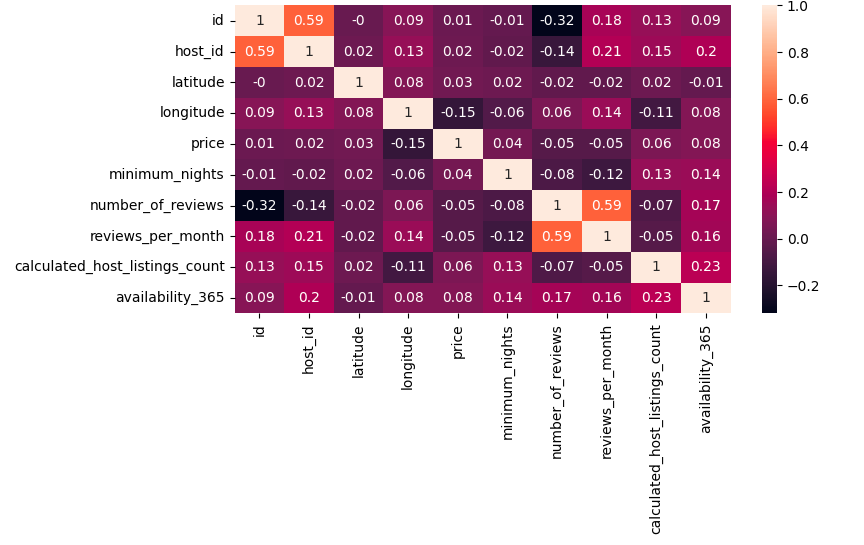 id 1 0.59 -0 0.09 0.01 -0.01 -0.32 0.18 0.13 0.09
host_id 0.59 1 0.02 0.13 0.02 -0.02 -0.14 0.21 0.15 0.2
latitude -0 0.02 1 0.08 0.03 0.02 -0.02 -0.02 0.02 -0.01
longitude 0.09 0.13 0.08 1 -0.15 -0.06 0.06 0.14 -0.11 0.08
price 0.01 0.02 0.03 -0.15 1 0.04 -0.05 -0.05 0.06 0.08
minimum_nights -0.01 -0.02 0.02 -0.06 0.04 1 -0.08 -0.12 0.13 0.14
number_of_reviews -0.32 -0.14 -0.02 0.06 -0.05 -0.08 1 0.59 -0.07 0.17
reviews_per_month 0.18 0.21 -0.02 0.14 -0.05 -0.12 0.59 1 -0.05 0.16
calculated_host_listings_count 0.13 0.15 0.02 -0.11 0.06 0.13 -0.07 -0.05 1 0.23
availability_365 0.09 0.2 -0.01 0.08 0.08 0.14 0.17 0.16 0.23 1
id
host_id
latitude
longitude
price
minimum_nights
number_of_reviews
reviews_per_month
calculated_host_listings_count
availability_365
1.0
0.8
0.6
0.4
0.2
0.0
−0.2